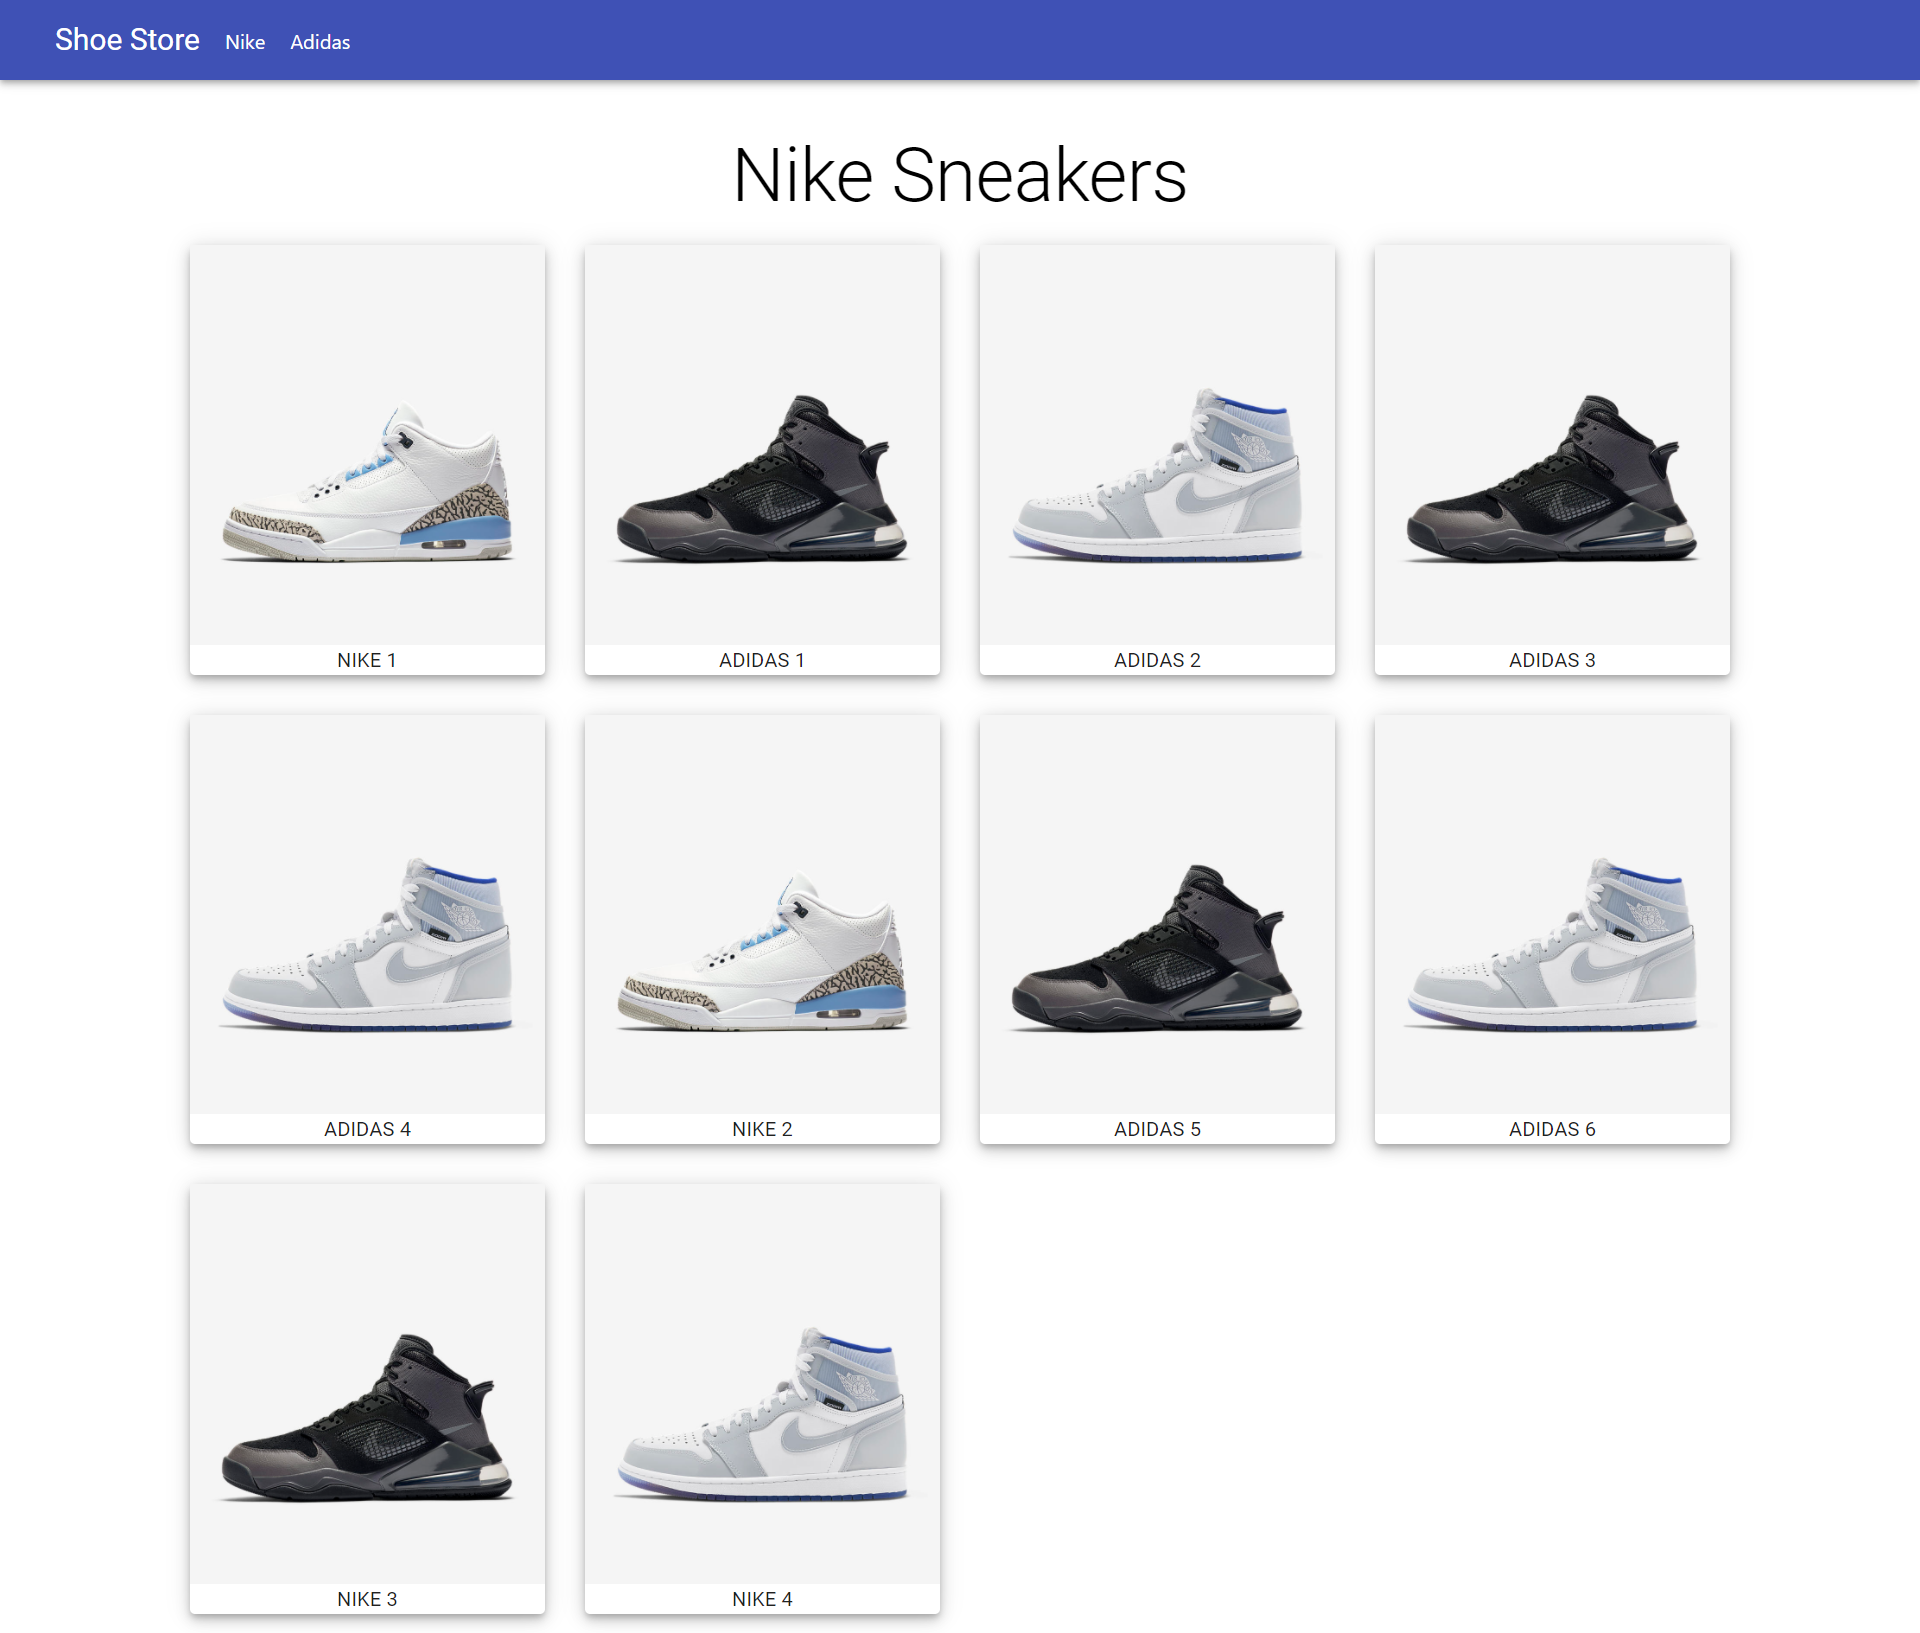 Shoe Store Nike Adidas
Nike Sneakers
NIKE 1
ADIDAS 1
ADIDAS 2
ADIDAS 3
ADIDAS 4
NIKE 2
ADIDAS 5
ADIDAS 6
NIKE 3
NIKE 4